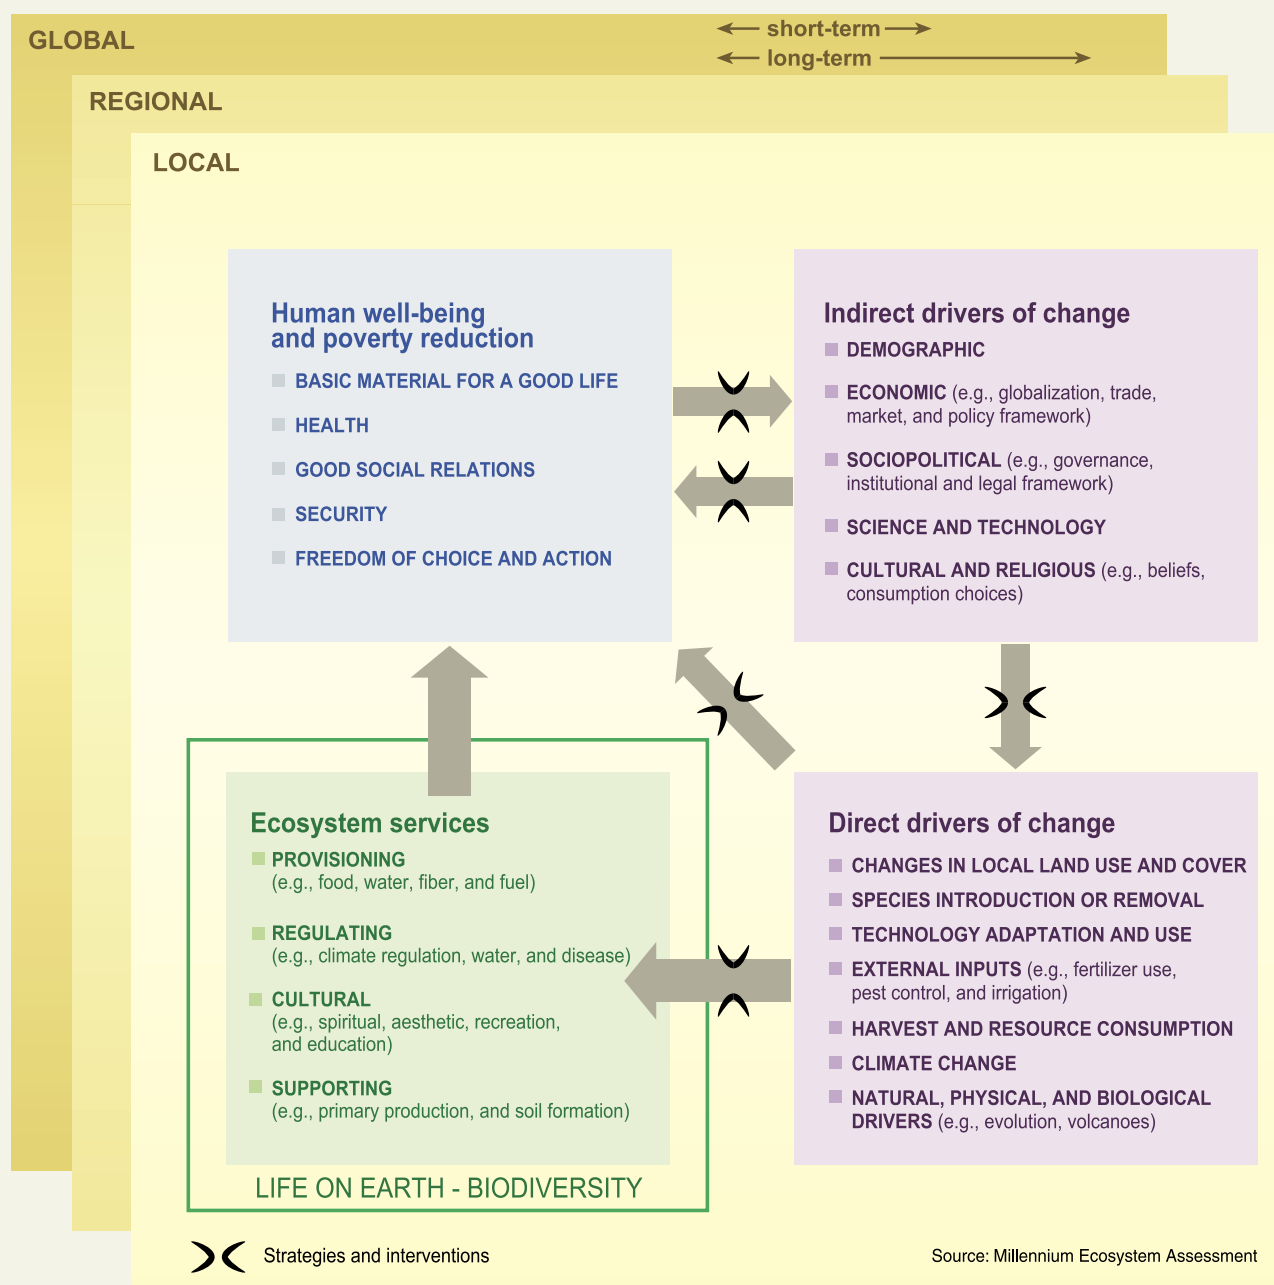 GLOBAL
short-term
long-term
REGIONAL
LOCAL
Human well-being
and poverty reduction
BASIC MATERIAL FOR A GOOD LIFE
HEALTH
GOOD SOCIAL RELATIONS
SECURITY
FREEDOM OF CHOICE AND ACTION
Indirect drivers of change
DEMOGRAPHIC
ECONOMIC (e.g., globalization, trade,
market, and policy framework)
SOCIOPOLITICAL (e.g., governance,
institutional and legal framework)
SCIENCE AND TECHNOLOGY
CULTURAL AND RELIGIOUS (e.g., beliefs,
consumption choices)
Ecosystem services
PROVISIONING
(e.g., food, water, fiber, and fuel)
REGULATING
(e.g., climate regulation, water, and disease)
CULTURAL
(e.g., spiritual, aesthetic, recreation,
and education)
SUPPORTING
(e.g., primary production, and soil formation)
LIFE ON EARTH - BIODIVERSITY
Direct drivers of change
CHANGES IN LOCAL LAND USE AND COVER
SPECIES INTRODUCTION OR REMOVAL
TECHNOLOGY ADAPTATION AND USE
EXTERNAL INPUTS (e.g., fertilizer use,
pest control, and irrigation)
HARVEST AND RESOURCE CONSUMPTION
CLIMATE CHANGE
NATURAL, PHYSICAL, AND BIOLOGICAL
DRIVERS (e.g., evolution, volcanoes)
Strategies and interventions
Source: Millennium Ecosystem Assessment